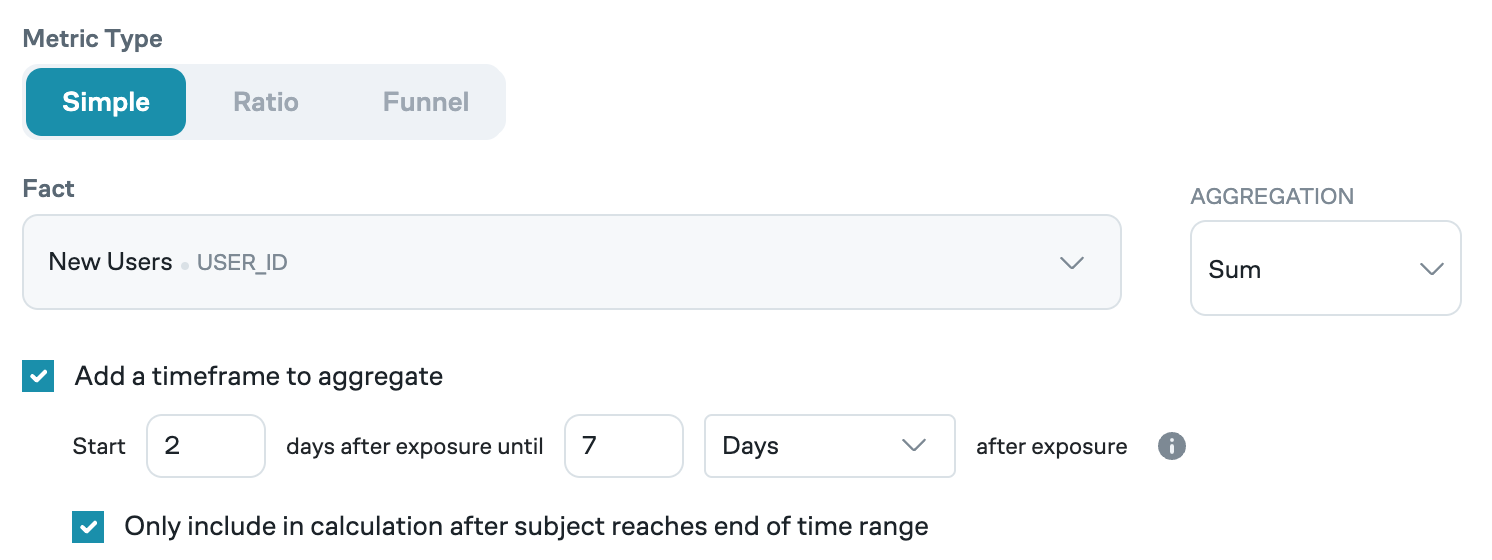 Metric Type
Simple Ratio Funnel
Fact
AGGREGATION
New Users USER_ID
Sum
Add a timeframe to aggregate
Start 2 days after exposure until 7 Days after exposure
Only include in calculation after subject reaches end of time range